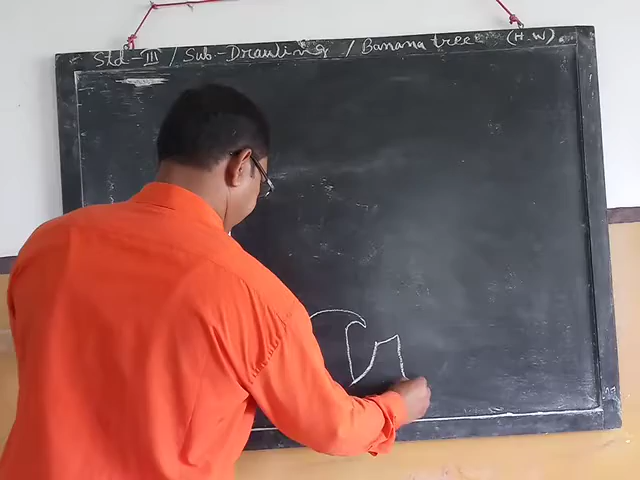 Std-III / Sub.-Drawing / Banana tree (H.W).